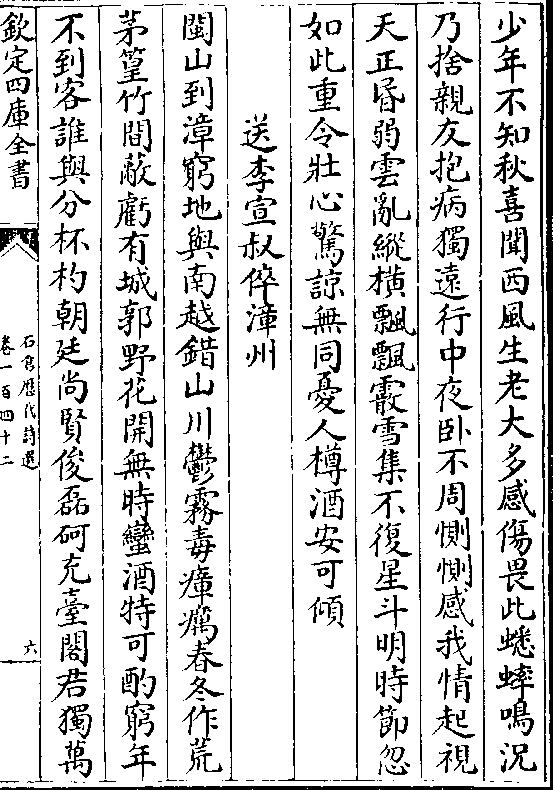 少年不知秋喜聞西風生老大多感傷畏此蟋蟀鳴況
乃捨親友抱病獨遠行中夜卧不周惻惻感我情起視
天正昏弱雲亂縱橫飄飄霰雪集不復星斗明時節忽
如此重令壯心驚諒無同憂人樽酒安可傾
送李宣叔倅漳州
閩山到漳窮地與南越錯山川鬱霧毒瘴癘春冬作荒
茅篁竹間蔽虧有城郭野花開無時蠻酒特可酌窮年
不到客誰與分杯杓朝廷尚賢俊磊砢充臺閣君獨萬
欽定四庫全書
石倉歷代詩選
卷一百四十二
六